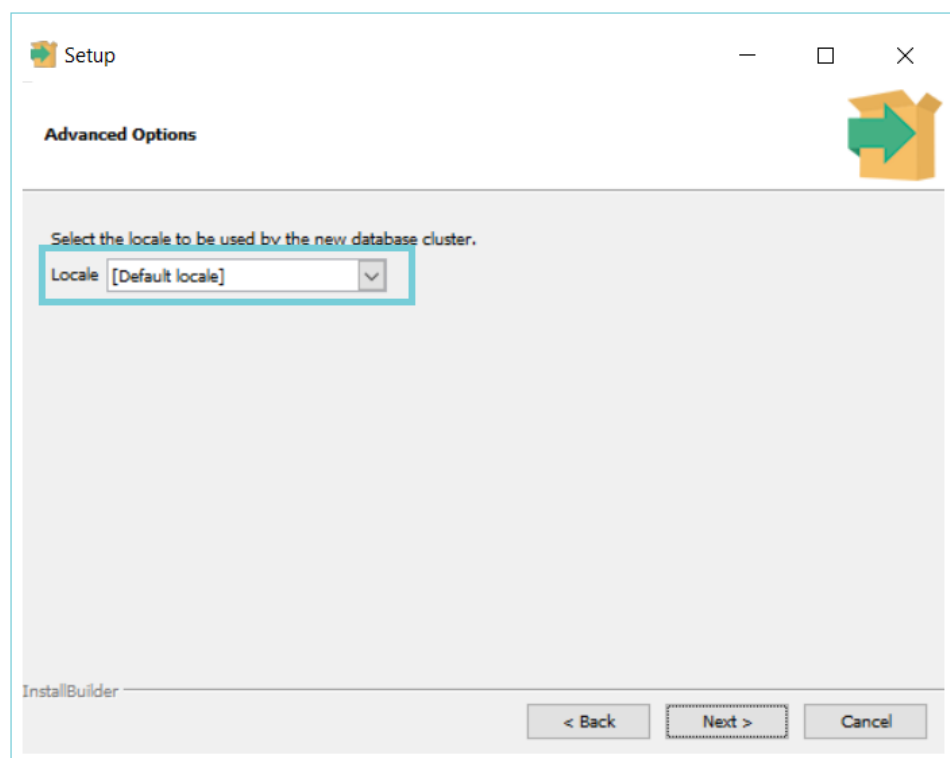 Setup
Advanced Options
Select the locale to be used by the new database cluster.
Locale [Default locale]
InstallBuilder
< Back Next > Cancel